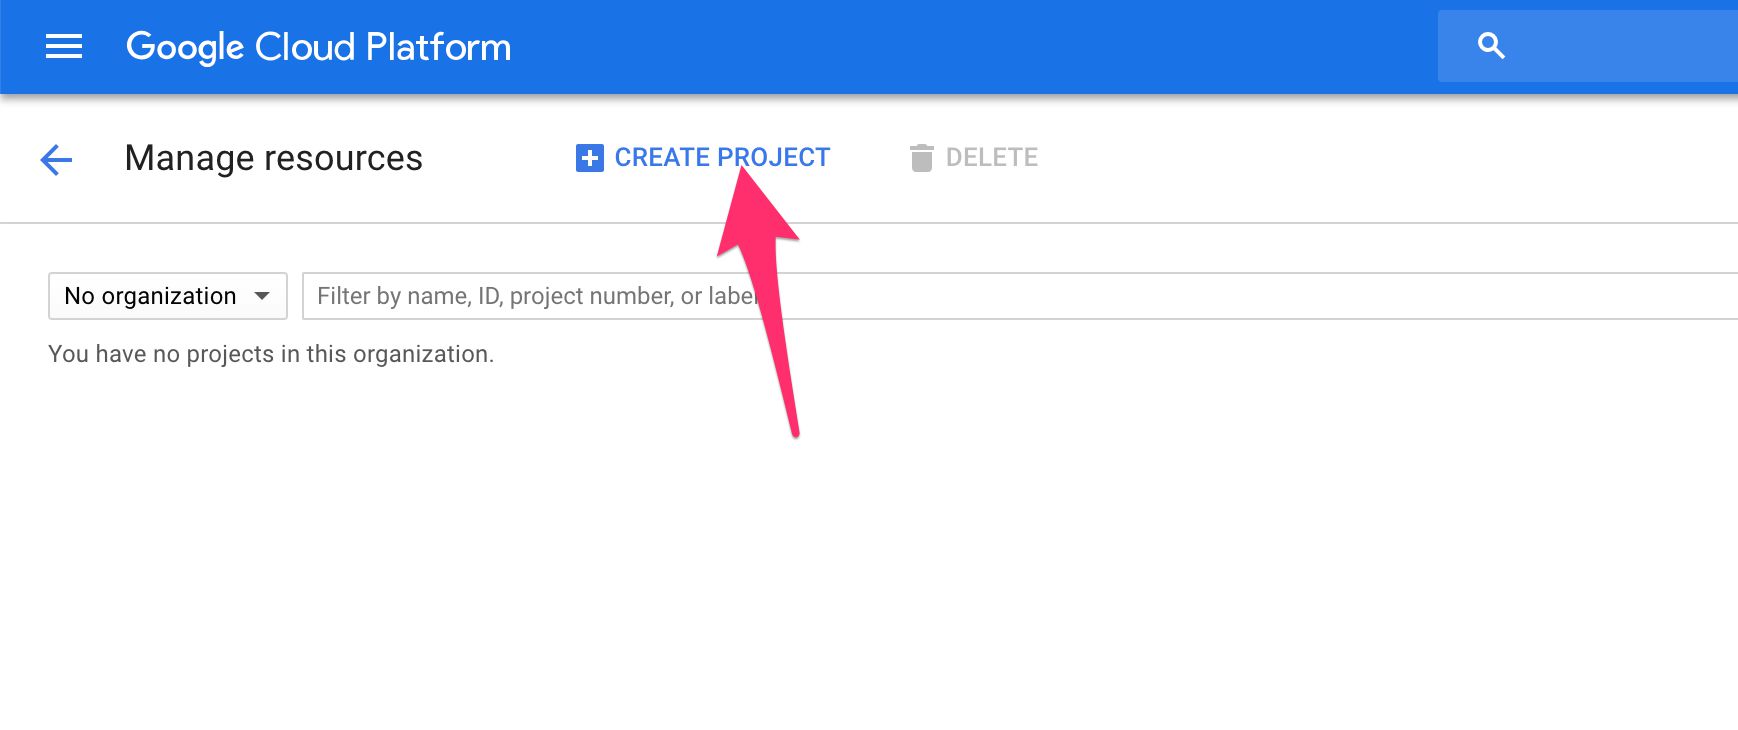 Google Cloud Platform
Manage resources
CREATE PROJECT
DELETE
No organization
Filter by name, ID, project number, or label
You have no projects in this organization.